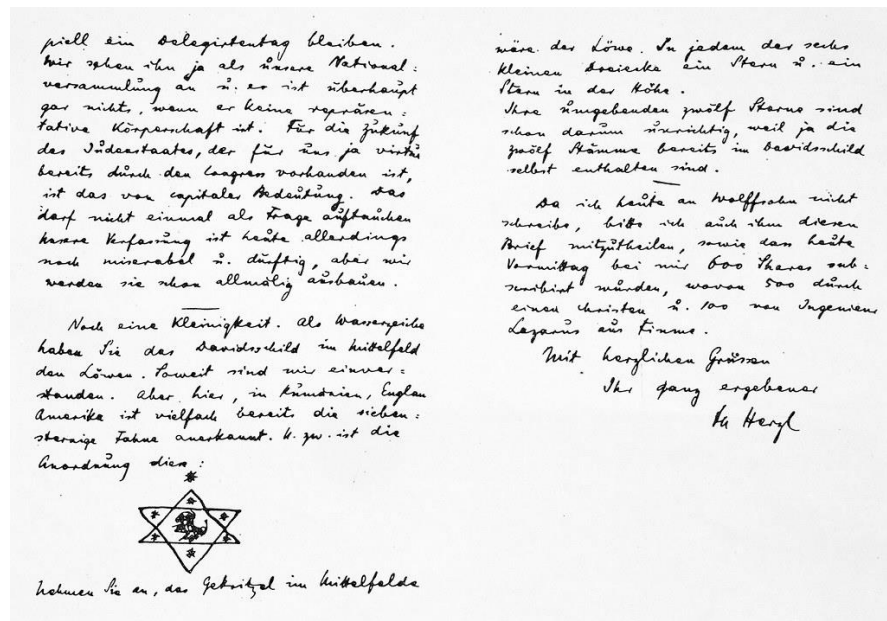 piell ein Delegirtentag bleiben.
Wir sehen ihn ja als unsere National=
versammlung an u. er ist überhaupt
gar nichts, wenn er keine repräsen=
tative Körperschaft ist. Für die Zukunf
des Judenstaates, der für uns ja virtu
bereits durch den Congress vorhanden ist,
ist das von capitaler Bedeutung. Das
darf nicht einmal als Frage auftauchen
Unsere Verfassung ist heute allerdings
noch miserabel u. dürftig, aber wir
werden sie schon allmälig ausbauen.
Noch eine Kleinigkeit. Als Wasserzeiche
haben Sie das Davidsschild im Mittelfeld
den Löwen. Soweit sind wir einver=
standen. Aber hier, in Rumänien, Englan
Amerika ist vielfach bereits die sieben=
sternige Fahne anerkannt. U. zw. ist die
Anordnung diese:
Nehmen Sie an, das Gekritzel im Mittelfelde
wäre der Löwe. In jedem der sechs
kleinen Dreiecke ein Stern u. ein
Stern in der Höhe.
Ihre umgebenden zwölf Sterne sind
schon darum unrichtig, weil ja die
zwölf Stämme bereits im Davidsschild
selbst enthalten sind.
Da ich heute an Wolffsohn nicht
schreibe, bitte ich auch ihm diesen
Brief mitzutheilen, sowie dass heute
Vormittag bei mir 600 Shares sub=
scribirt wurden, wovon 500 durch
einen Christen u. 100 von Ingenieur
Lazarus aus Fiume.
Mit herzlichen Grüssen
Ihr ganz ergebener
Th Herzl